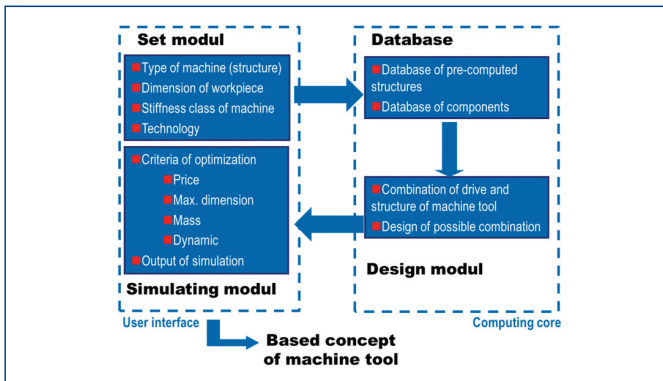 Set modul
Type of machine (structure)
Dimension of workpiece
Stiffness class of machine
Technology
Criteria of optimization
Price
Max. dimension
Mass
Dynamic
Output of simulation
Simulating modul
User interface
Database
Database of pre-computed
structures
Database of components
Combination of drive and
structure of machine tool
Design of possible combination
Design modul
Computing core
Based concept
of machine tool